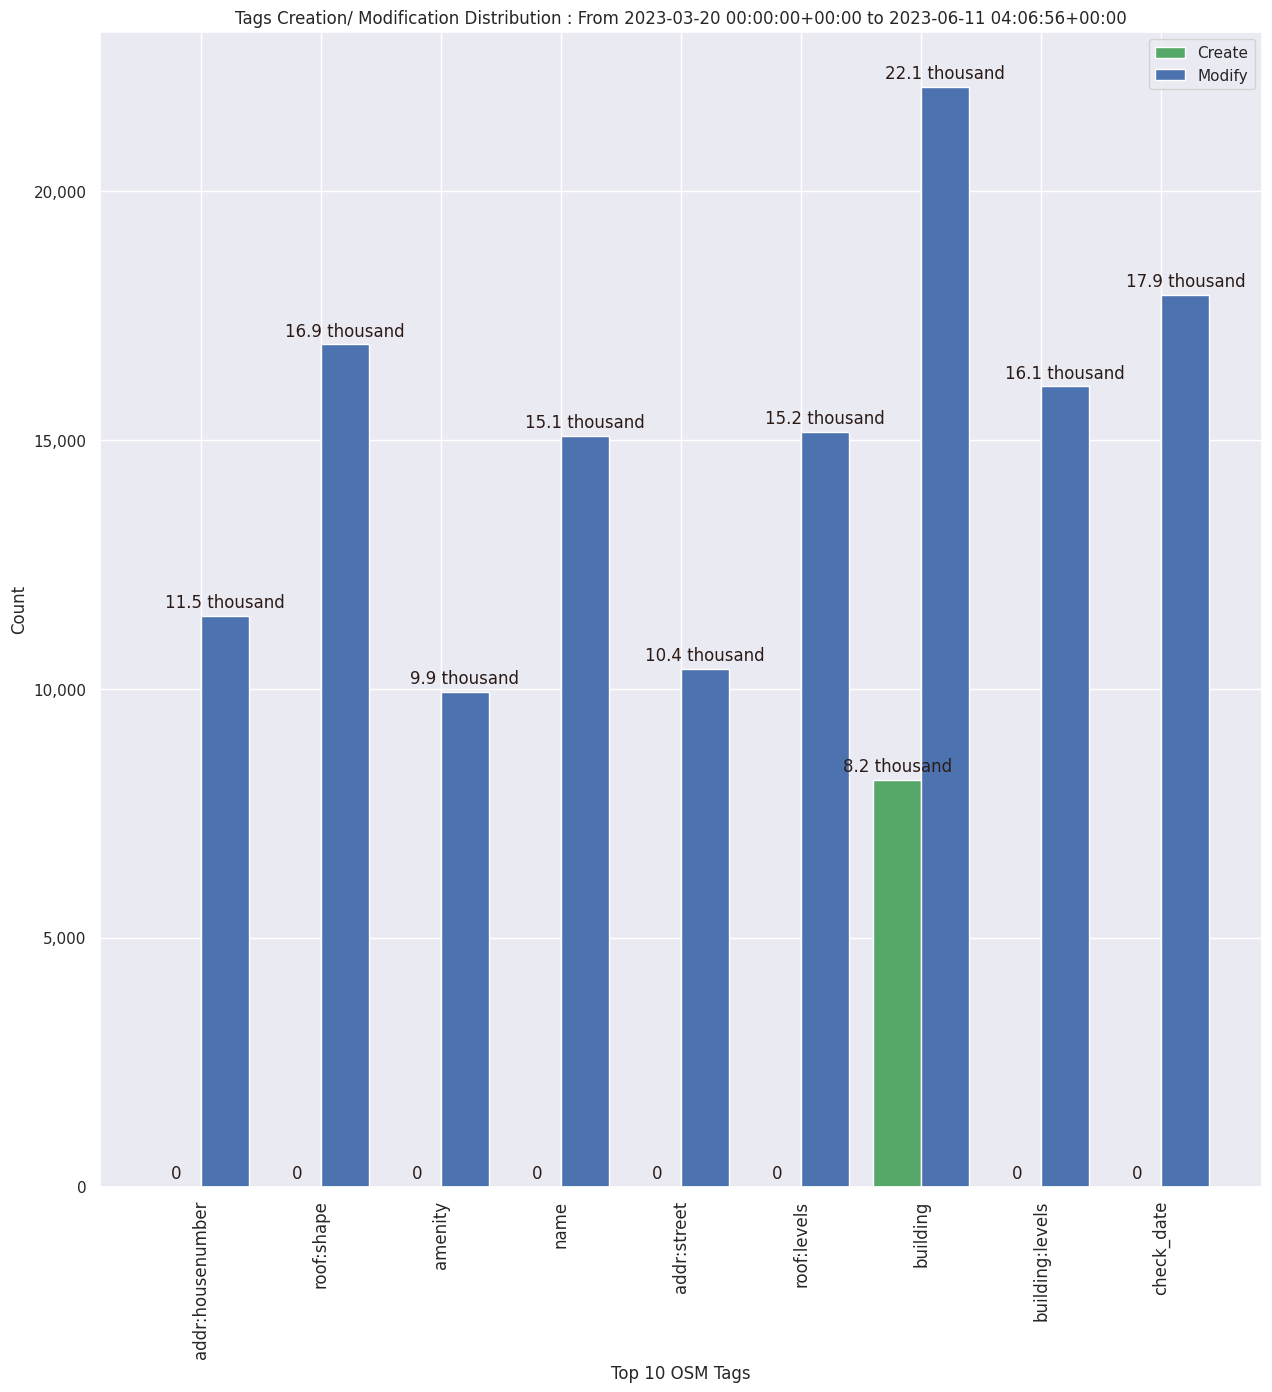 Tags Creation/ Modification Distribution : From 2023-03-20 00:00:00+00:00 to 2023-06-11 04:06:56+00:00
Create
Modify
22.1 thousand
20,000
17.9 thousand
16.9 thousand
16.1 thousand
15.2 thousand
15.1 thousand
15,000
11.5 thousand
10.4 thousand
9.9 thousand
10,000
8.2 thousand
5,000
0 0 0 0 0 0 0 0
0
Count
addr:housenumber
roof:shape
amenity
name
addr:street
roof:levels
building
building:levels
check_date
Top 10 OSM Tags